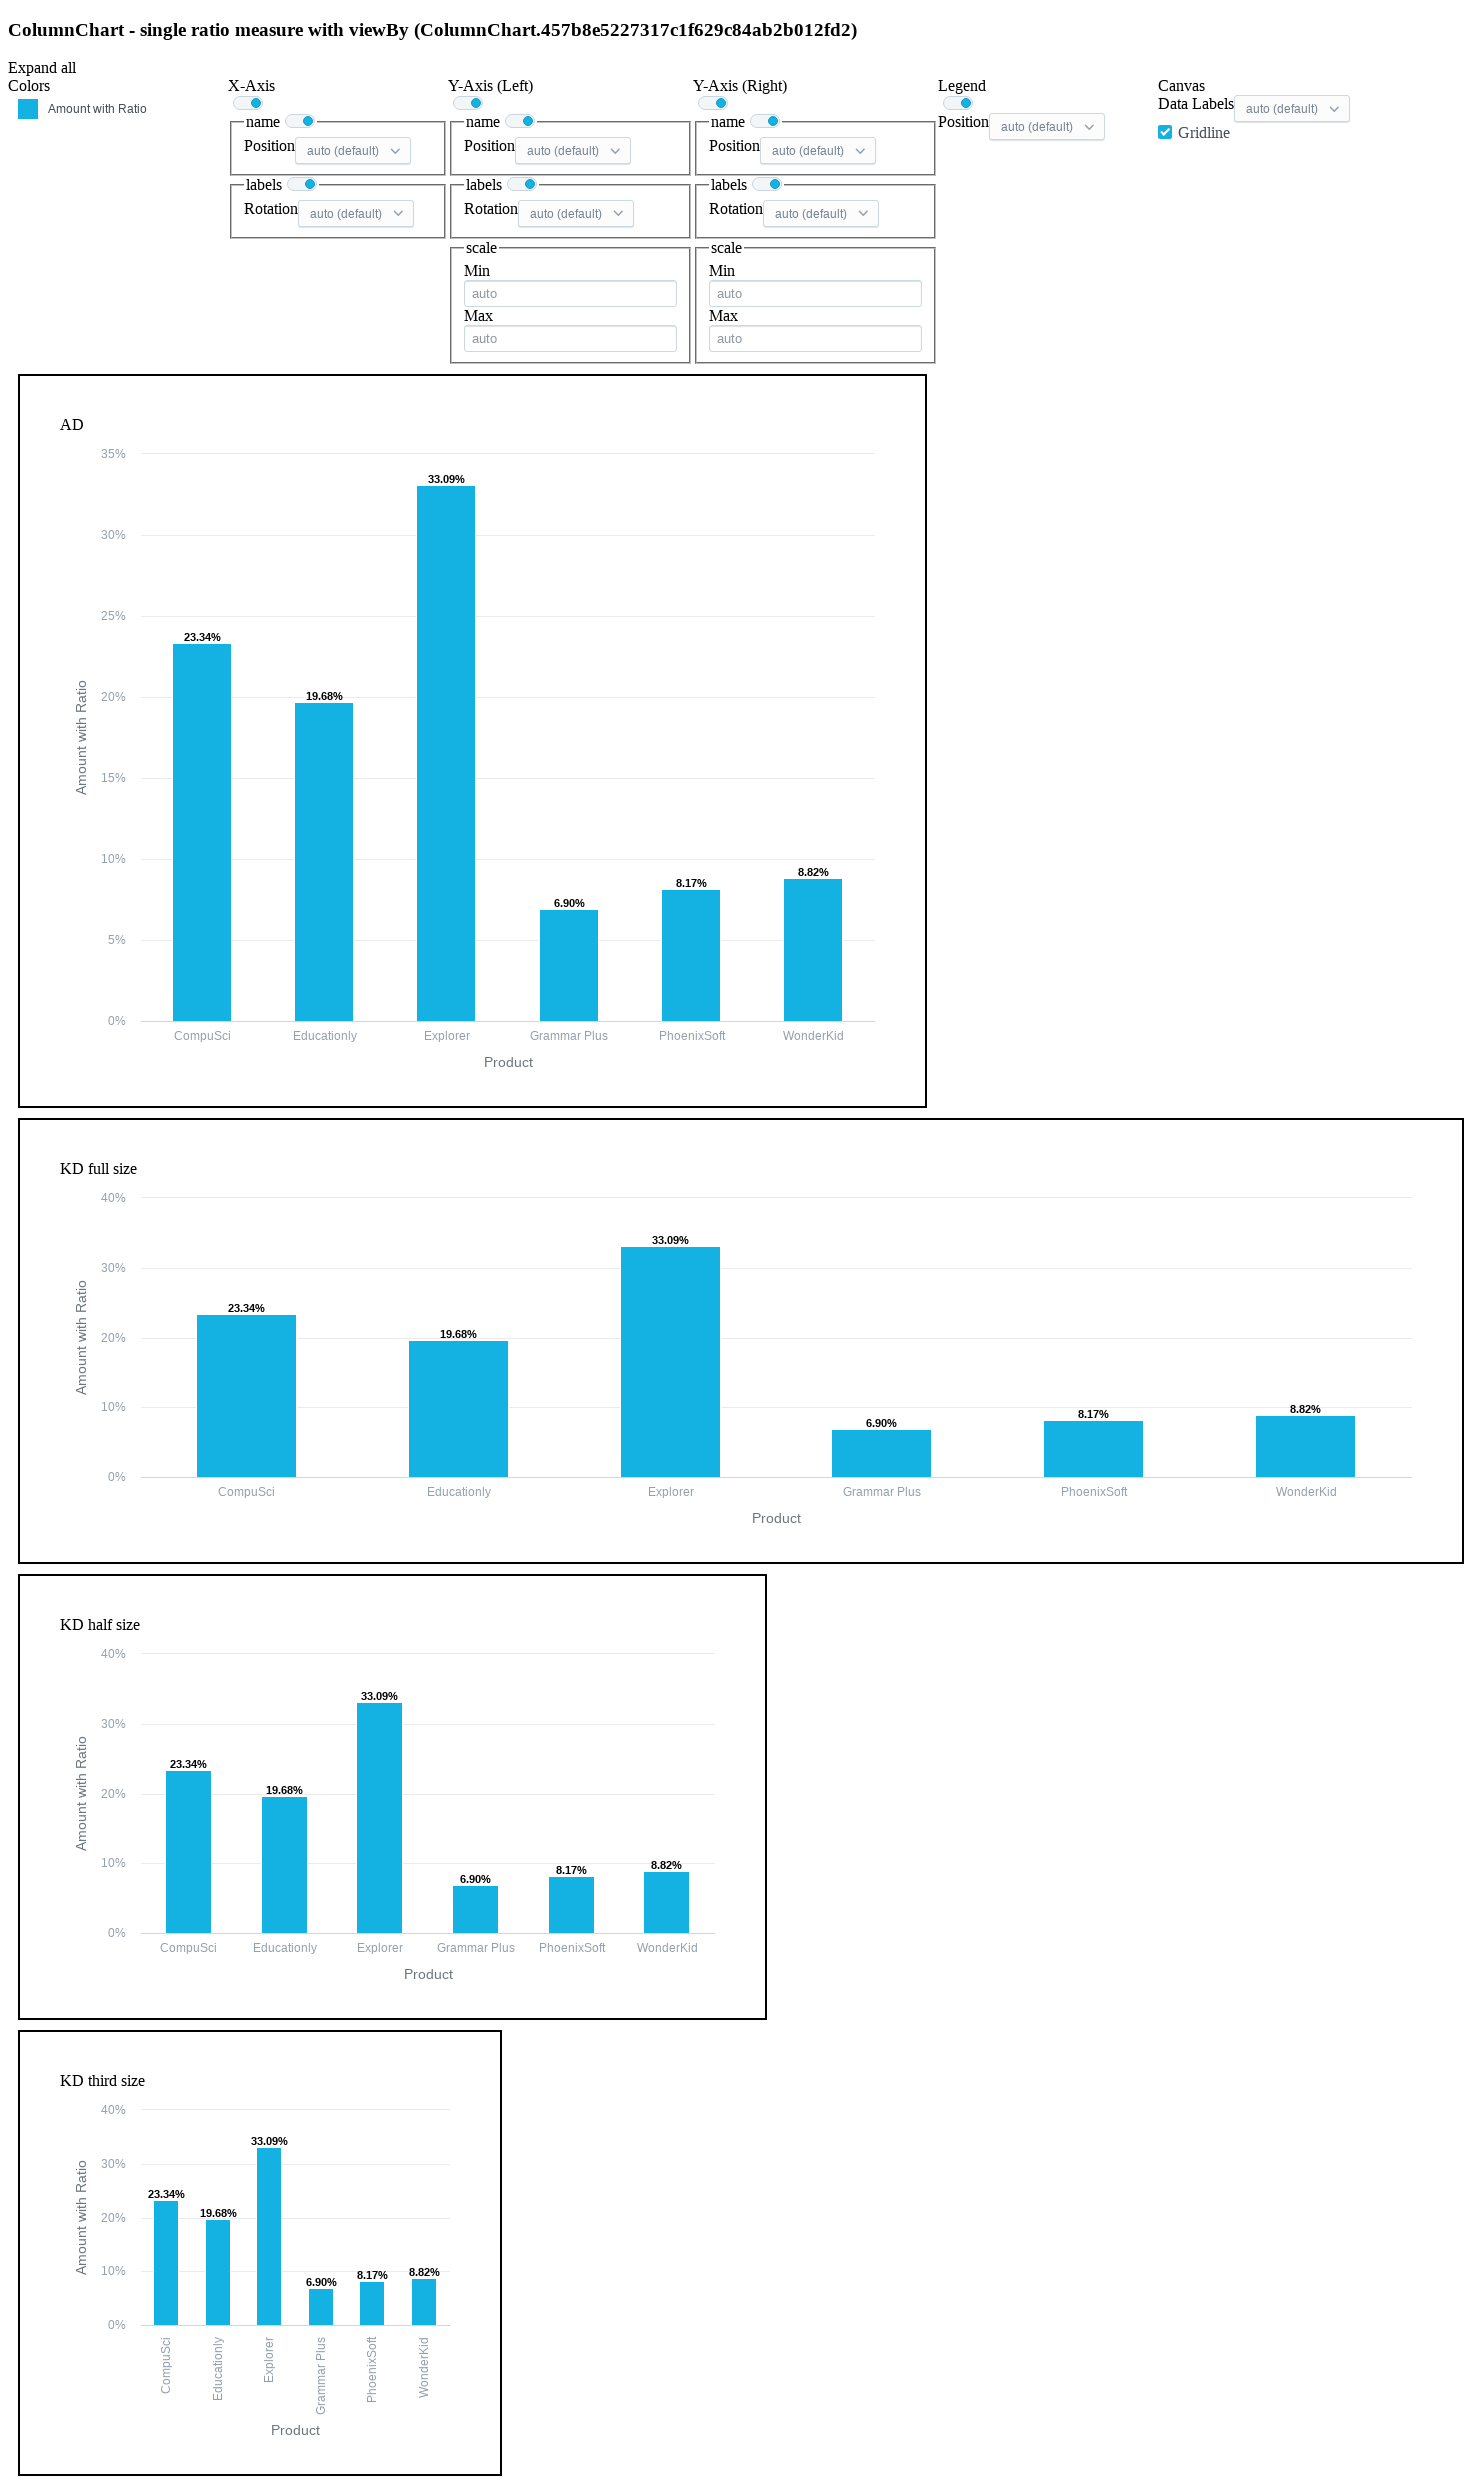 ColumnChart - single ratio measure with viewBy (ColumnChart.457b8e5227317c1f629c84ab2b012fd2)
Expand all
Colors
Amount with Ratio
X-Axis
name
Position auto (default)
labels
Rotation auto (default)
Y-Axis (Left)
name
Position auto (default)
labels
Rotation auto (default)
scale
Min
auto
Max
auto
Y-Axis (Right)
name
Position auto (default)
labels
Rotation auto (default)
scale
Min
auto
Max
auto
Legend
Position auto (default)
Canvas
Data Labels auto (default)
Gridline
AD
35%
30%
25%
20%
15%
10%
5%
0%
Amount with Ratio
23.34%
19.68%
33.09%
6.90%
8.17%
8.82%
CompuSci
Educationly
Explorer
Grammar Plus
PhoenixSoft
WonderKid
Product
KD full size
40%
30%
20%
10%
0%
Amount with Ratio
23.34%
19.68%
33.09%
6.90%
8.17%
8.82%
CompuSci
Educationly
Explorer
Grammar Plus
PhoenixSoft
WonderKid
Product
KD half size
40%
30%
20%
10%
0%
Amount with Ratio
23.34%
19.68%
33.09%
6.90%
8.17%
8.82%
CompuSci
Educationly
Explorer
Grammar Plus
PhoenixSoft
WonderKid
Product
KD third size
40%
30%
20%
10%
0%
Amount with Ratio
23.34%
19.68%
33.09%
6.90%
8.17%
8.82%
CompuSci
Educationly
Explorer
Grammar Plus
PhoenixSoft
WonderKid
Product